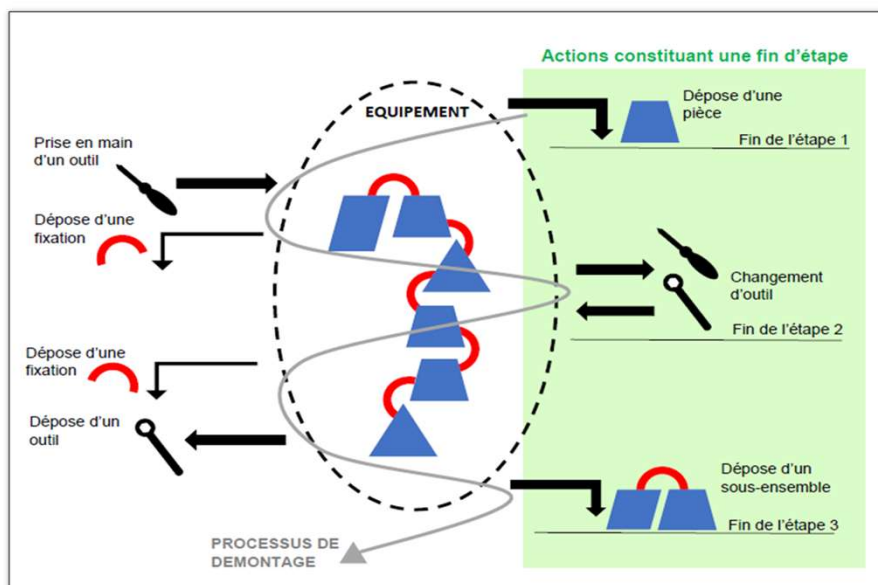 Actions constituant une fin d'étape
EQUIPEMENT
Dépose d'une
pièce
Fin de l'étape 1
Prise en main
d'un outil
Dépose d'une
fixation
Changement
d'outil
Fin de l'étape 2
Dépose d'une
fixation
Dépose d'un
outil
Dépose d'un
sous-ensemble
Fin de l'étape 3
PROCESSUS DE
DEMONTAGE